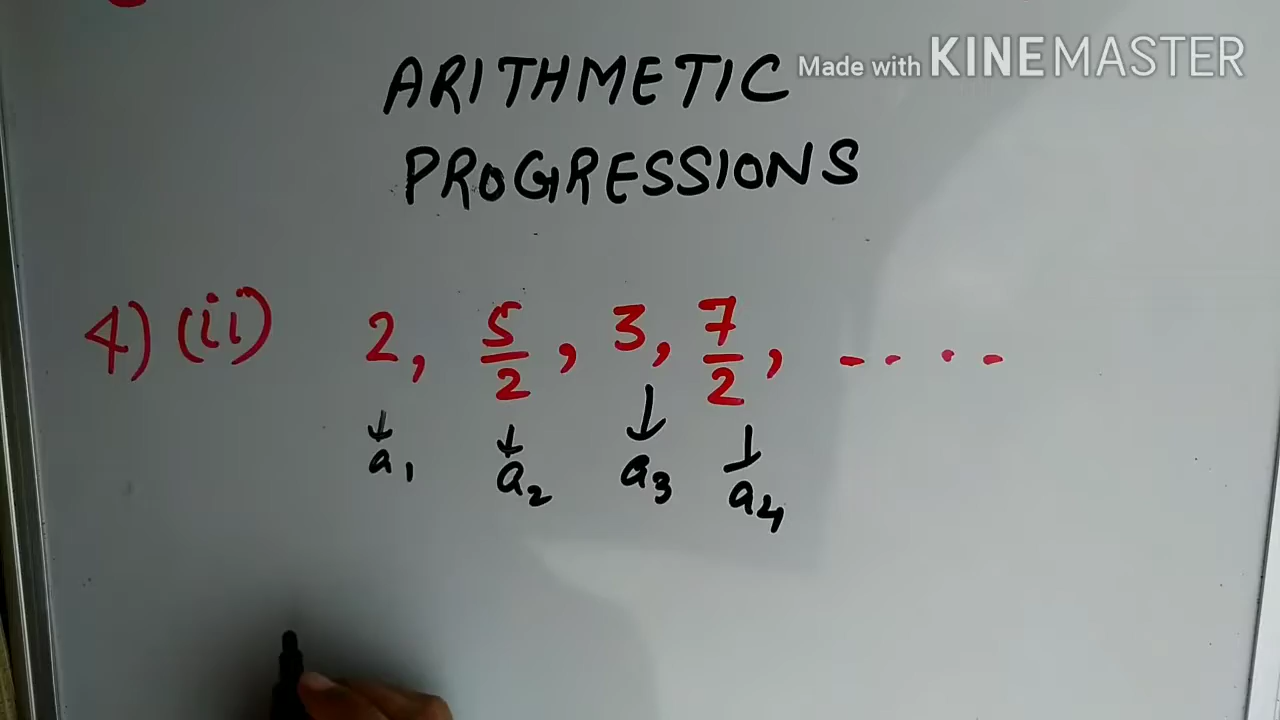 ARITHMETIC
Made with KINEMASTER
PROGRESSIONS
4) (ii) 2, 5/2, 3, 7/2, ....
↓ ↓ ↓ ↓
a1 a2 a3 a4